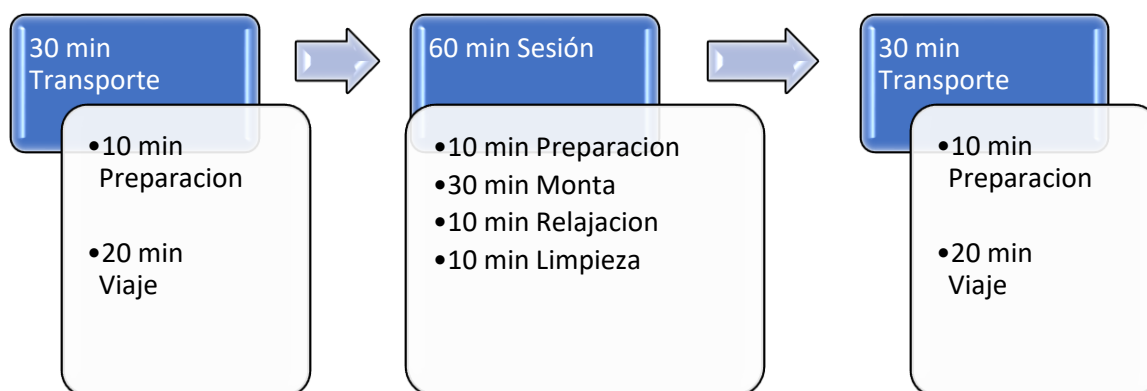 30 min
Transporte
•10 min
Preparacion
•20 min
Viaje
60 min Sesión
•10 min Preparacion
•30 min Monta
•10 min Relajacion
•10 min Limpieza
30 min
Transporte
•10 min
Preparacion
•20 min
Viaje